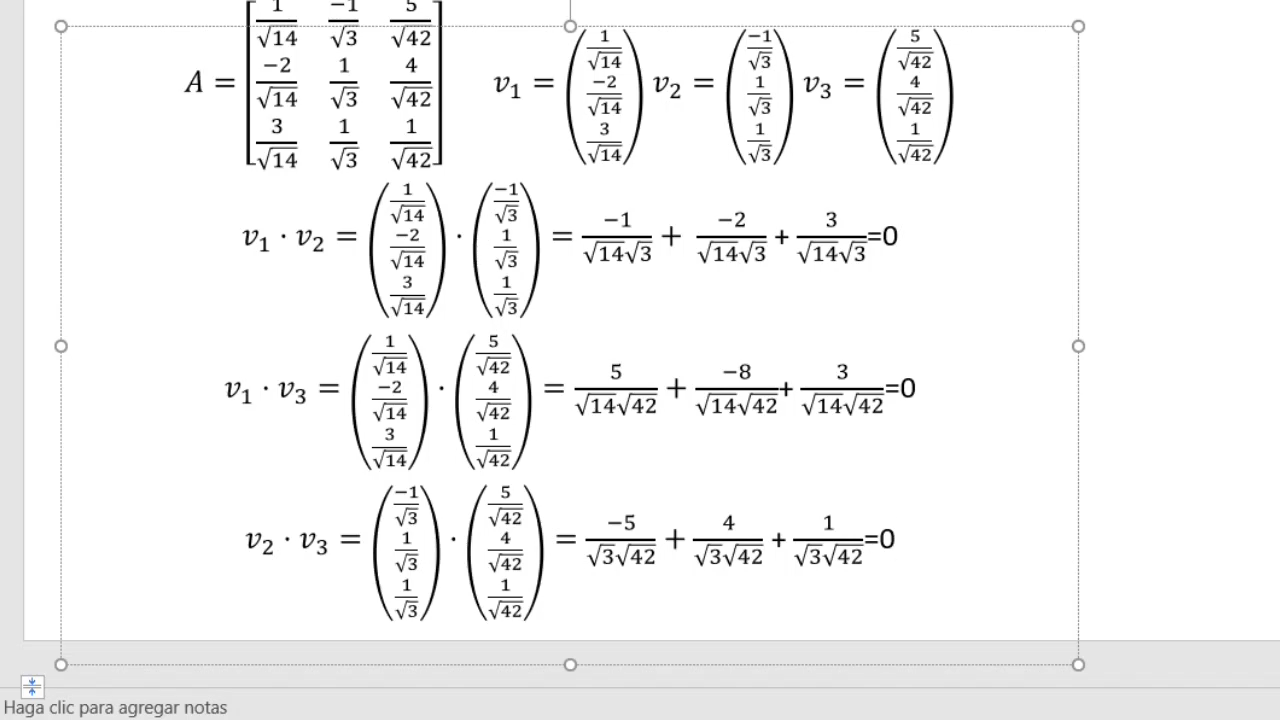 A = [1/√14 −1/√3 5/√42; −2/√14 1/√3 4/√42; 3/√14 1/√3 1/√42] v₁ = (1/√14; −2/√14; 3/√14) v₂ = (−1/√3; 1/√3; 1/√3) v₃ = (5/√42; 4/√42; 1/√42)
v₁ · v₂ = (1/√14; −2/√14; 3/√14) · (−1/√3; 1/√3; 1/√3) = −1/√14√3 + −2/√14√3 + 3/√14√3 =0
v₁ · v₃ = (1/√14; −2/√14; 3/√14) · (5/√42; 4/√42; 1/√42) = 5/√14√42 + −8/√14√42 + 3/√14√42 =0
v₂ · v₃ = (−1/√3; 1/√3; 1/√3) · (5/√42; 4/√42; 1/√42) = −5/√3√42 + 4/√3√42 + 1/√3√42 =0
Haga clic para agregar notas